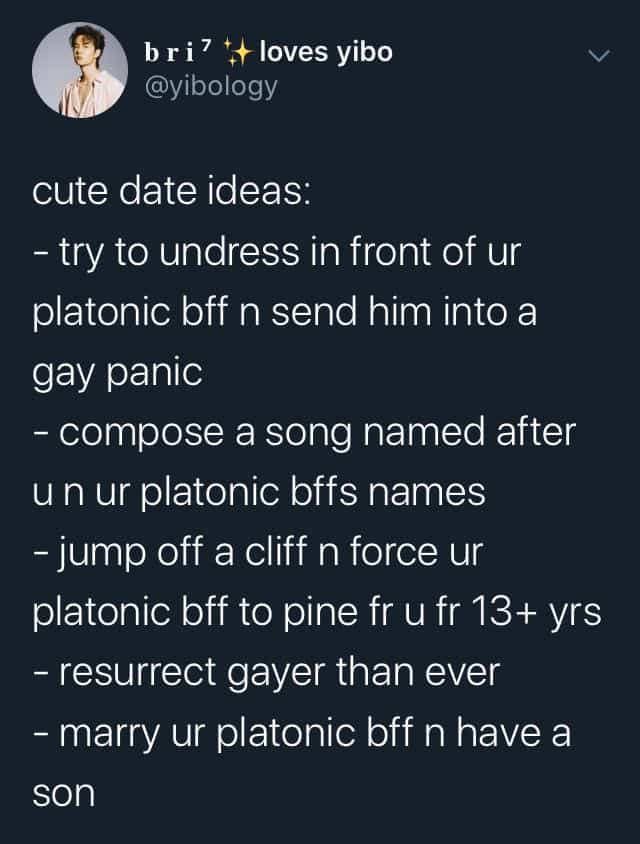 b r i ⁷ ✨ loves yibo
@yibology
cute date ideas:
- try to undress in front of ur
platonic bff n send him into a
gay panic
- compose a song named after
u n ur platonic bffs names
- jump off a cliff n force ur
platonic bff to pine fr u fr 13+ yrs
- resurrect gayer than ever
- marry ur platonic bff n have a
son